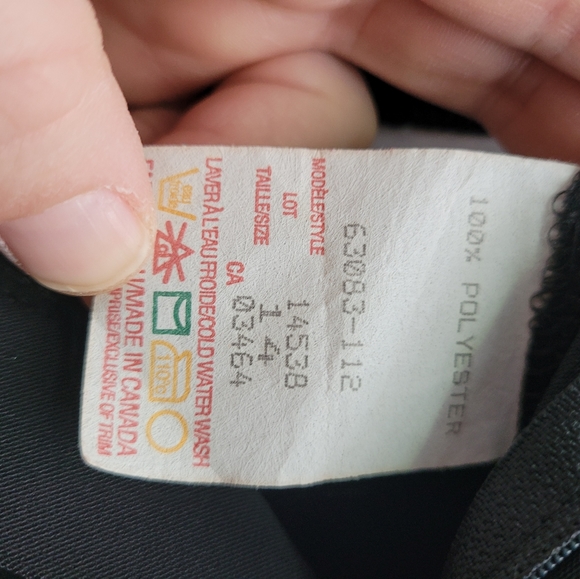 100% POLYESTER
63083-112
MODÈLE/STYLE
LOT 14538
TAILLE/SIZE 14
CA 03464
LAVER À L'EAU FROIDE/COLD WATER WASH
110°C
/MADE IN CANADA
/EXCLUSIVE OF TRIM